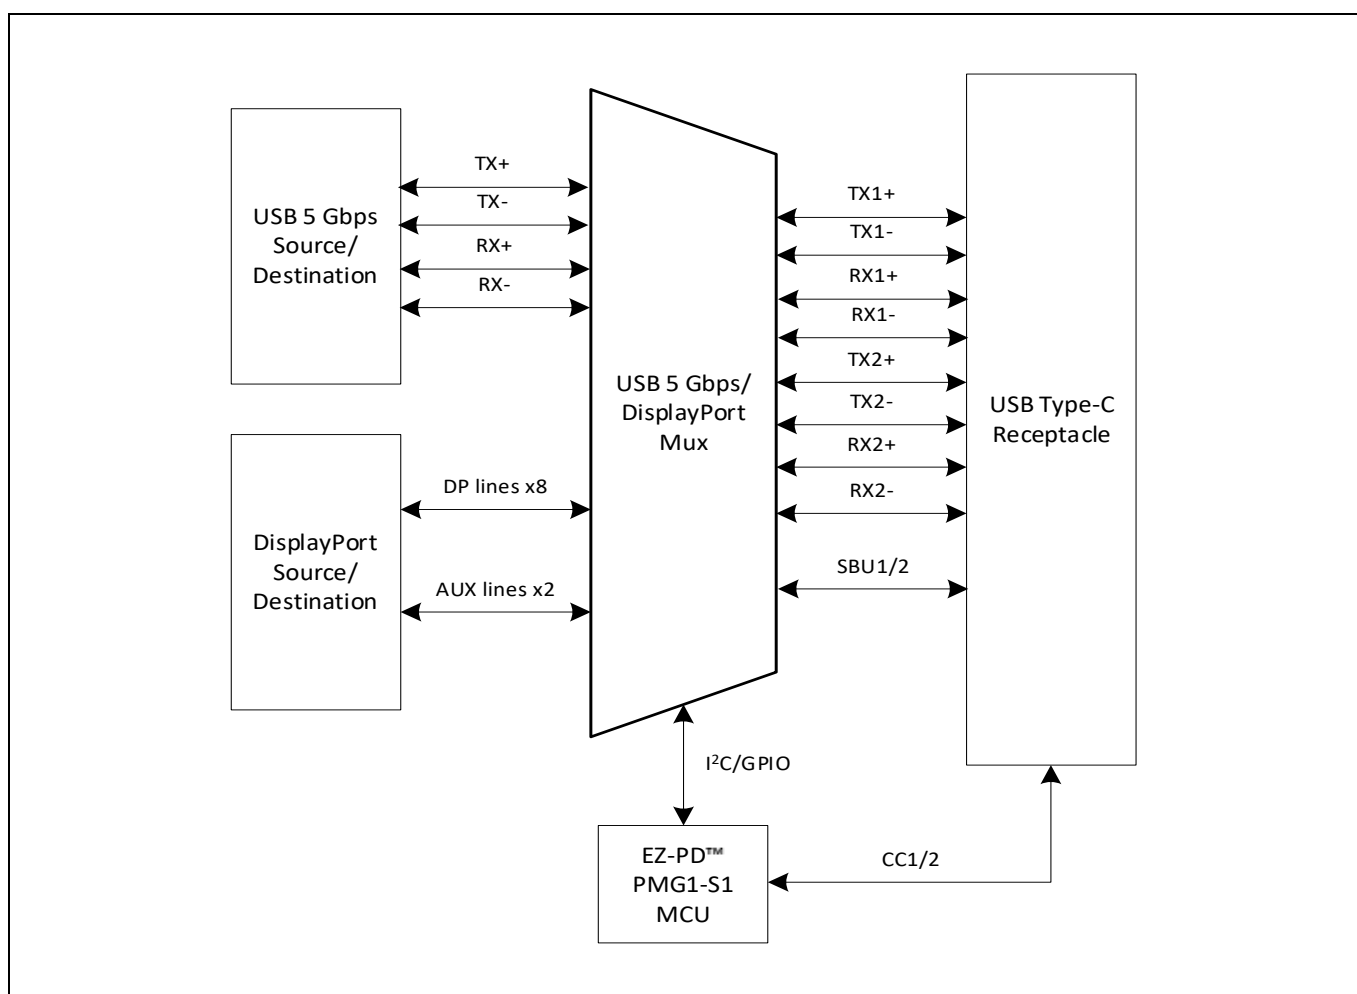 USB 5 Gbps
Source/
Destination
TX+
TX-
RX+
RX-
DisplayPort
Source/
Destination
DP lines x8
AUX lines x2
USB 5 Gbps/
DisplayPort
Mux
TX1+
TX1-
RX1+
RX1-
TX2+
TX2-
RX2+
RX2-
SBU1/2
USB Type-C
Receptacle
I²C/GPIO
EZ-PD™
PMG1-S1
MCU
CC1/2